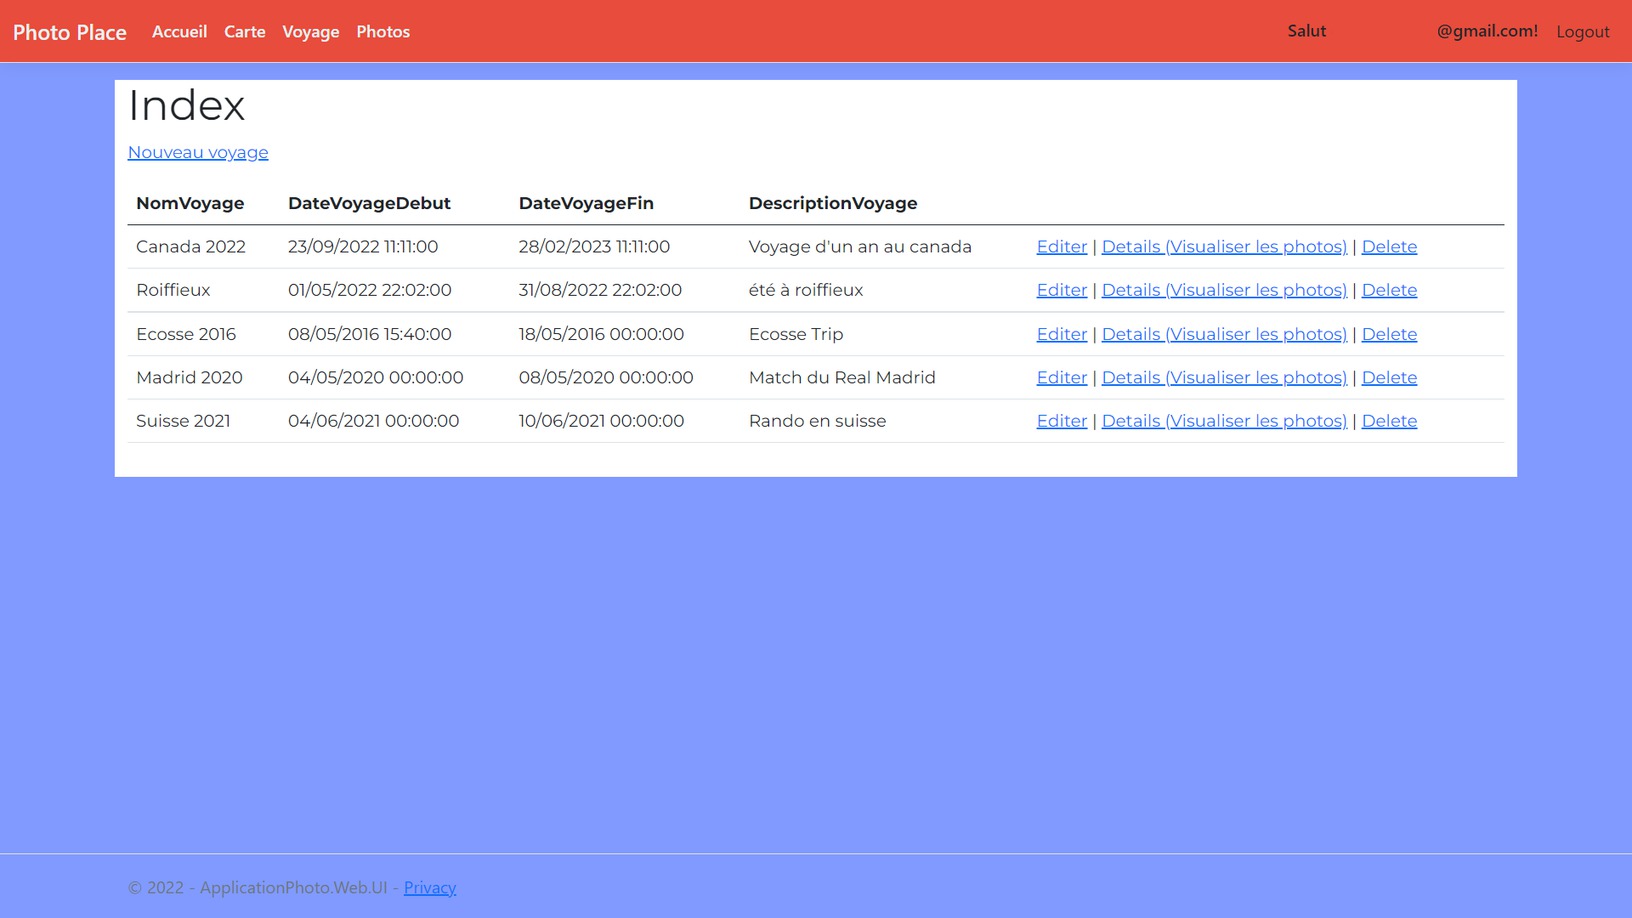 Photo Place Accueil Carte Voyage Photos Salut @gmail.com! Logout
Index
Nouveau voyage
NomVoyage DateVoyageDebut DateVoyageFin DescriptionVoyage
Canada 2022 23/09/2022 11:11:00 28/02/2023 11:11:00 Voyage d'un an au canada Editer | Details (Visualiser les photos) | Delete
Roiffieux 01/05/2022 22:02:00 31/08/2022 22:02:00 été à roiffieux Editer | Details (Visualiser les photos) | Delete
Ecosse 2016 08/05/2016 15:40:00 18/05/2016 00:00:00 Ecosse Trip Editer | Details (Visualiser les photos) | Delete
Madrid 2020 04/05/2020 00:00:00 08/05/2020 00:00:00 Match du Real Madrid Editer | Details (Visualiser les photos) | Delete
Suisse 2021 04/06/2021 00:00:00 10/06/2021 00:00:00 Rando en suisse Editer | Details (Visualiser les photos) | Delete
© 2022 - ApplicationPhoto.Web.UI - Privacy